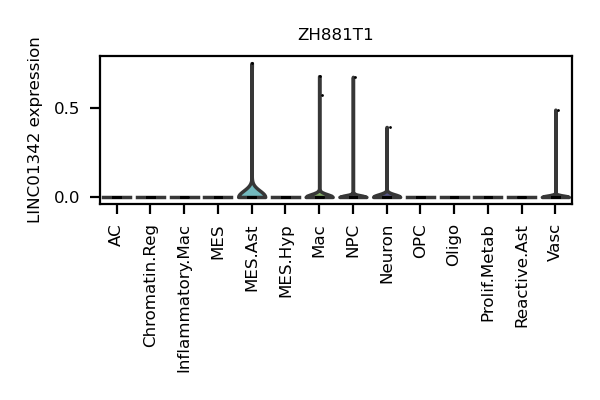 ZH881T1
LINC01342 expression
0.5
0.0
AC
Chromatin.Reg
Inflammatory.Mac
MES
MES.Ast
MES.Hyp
Mac
NPC
Neuron
OPC
Oligo
Prolif.Metab
Reactive.Ast
Vasc